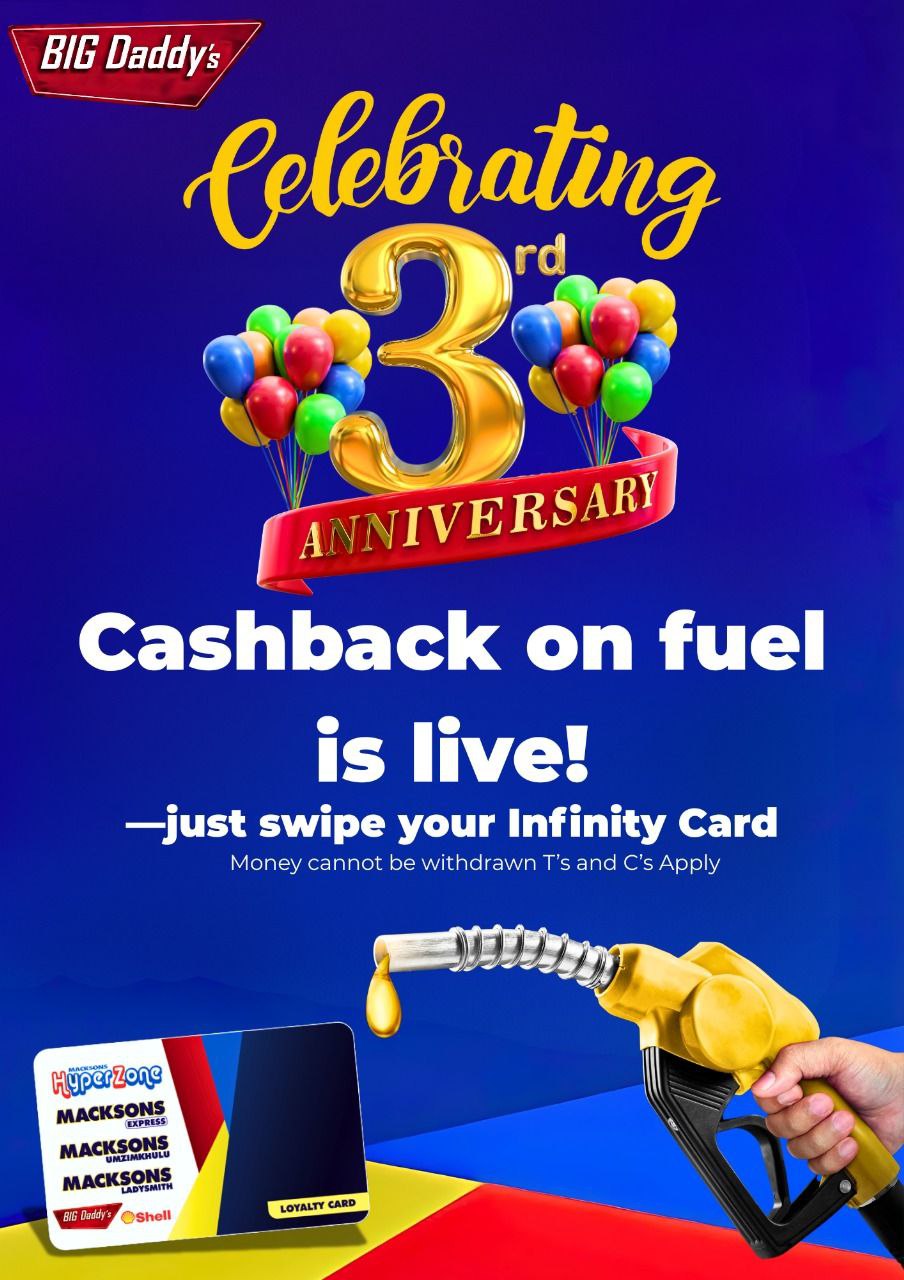 BIG Daddy's
Celebrating
3rd
ANNIVERSARY
Cashback on fuel
is live!
—just swipe your Infinity Card
Money cannot be withdrawn T's and C's Apply
MACKSONS
HyperZone
MACKSONS
EXPRESS
MACKSONS
UMZIMKHULU
MACKSONS
LADYSMITH
BIG Daddy's Shell
LOYALTY CARD